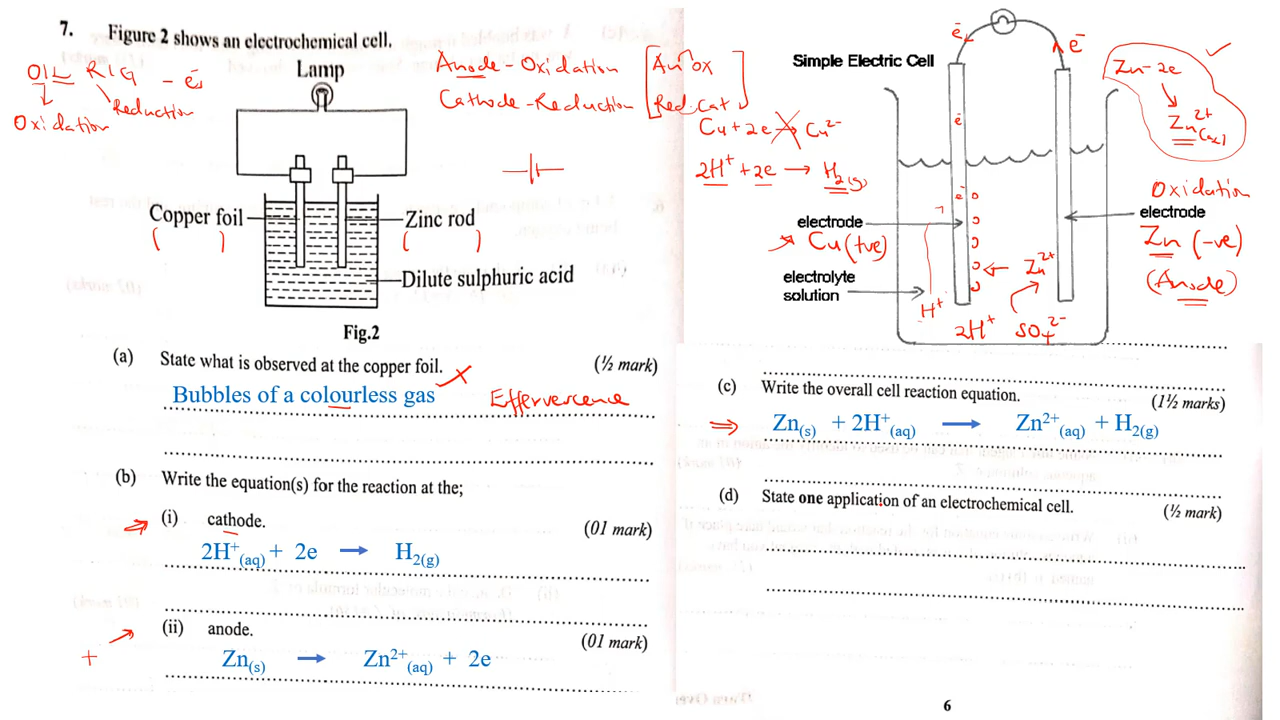 7. Figure 2 shows an electrochemical cell.
OIL RIG - e
Oxidation
Reduction
Anode - Oxidation
Cathode - Reduction
An Ox
Red. Cat
Lamp
Copper foil
Zinc rod
Dilute sulphuric acid
Fig.2
(a) State what is observed at the copper foil. (½ mark)
Bubbles of a colourless gas
Effervescence
(b) Write the equation(s) for the reaction at the;
(i) cathode. (01 mark)
2H⁺(aq) + 2e → H₂(g)
(ii) anode. (01 mark)
+
Zn(s) → Zn²⁺(aq) + 2e
Simple Electric Cell
e
e
Zn - 2e
Zn²⁺(aq)
Cu + 2e → Cu²⁻
2H⁺ + 2e → H₂(g)
e
e
Oxidation
electrode
electrode
Cu (+ve)
Zn (-ve)
(Anode)
electrolyte
solution
H⁺
Zn²⁺
2H⁺
SO₄²⁻
(c) Write the overall cell reaction equation. (1½ marks)
⇒ Zn(s) + 2H⁺(aq) → Zn²⁺(aq) + H₂(g)
(d) State one application of an electrochemical cell. (½ mark)
6